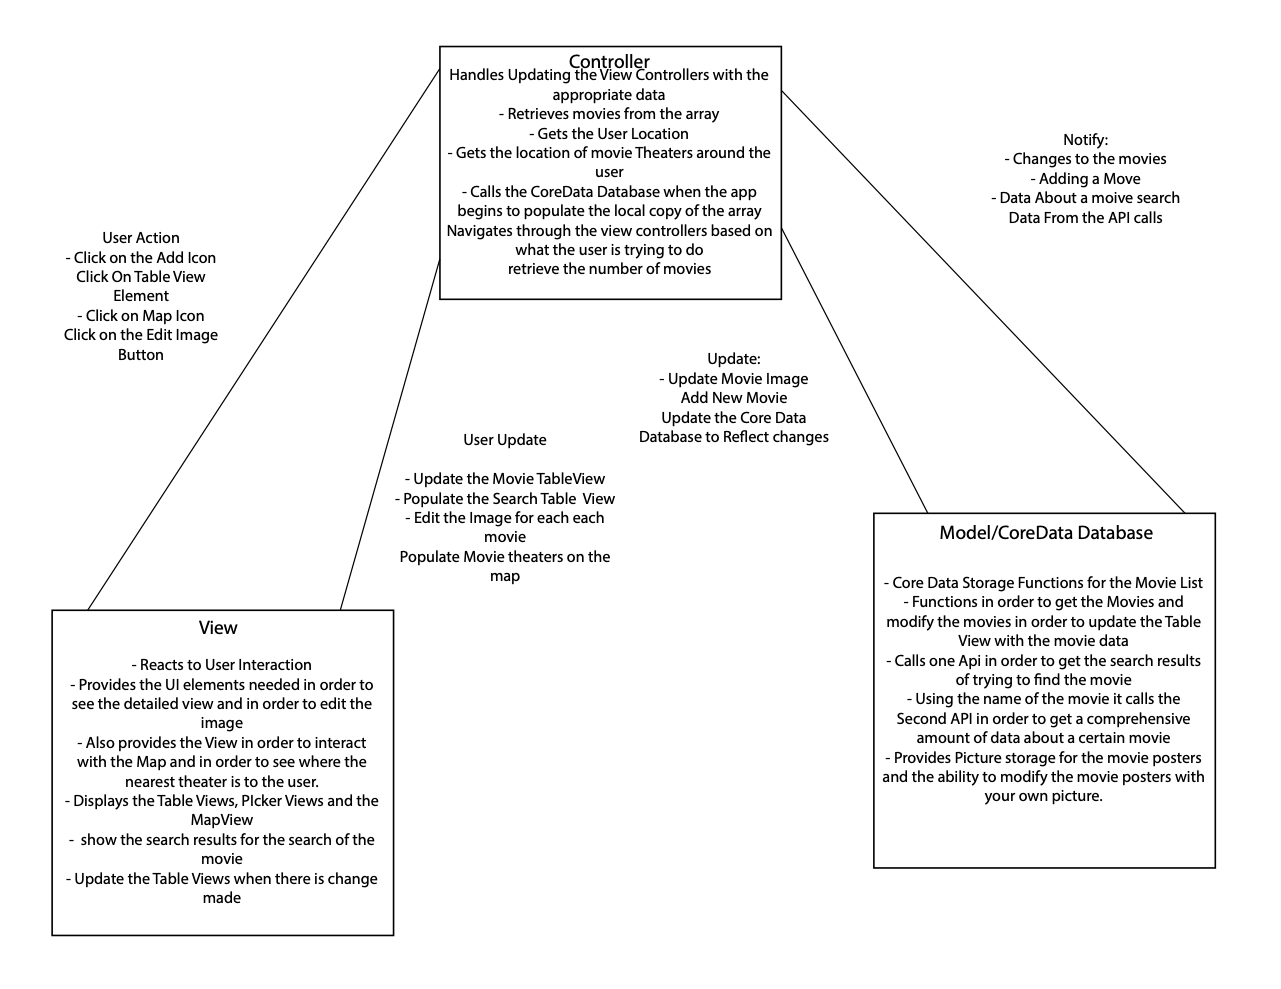 Controller
Handles Updating the View Controllers with the
appropriate data
- Retrieves movies from the array
- Gets the User Location
- Gets the location of movie Theaters around the
user
- Calls the CoreData Database when the app
begins to populate the local copy of the array
Navigates through the view controllers based on
what the user is trying to do
retrieve the number of movies
Notify:
- Changes to the movies
- Adding a Move
- Data About a moive search
Data From the API calls
User Action
- Click on the Add Icon
Click On Table View
Element
- Click on Map Icon
Click on the Edit Image
Button
Update:
- Update Movie Image
Add New Movie
Update the Core Data
Database to Reflect changes
User Update
- Update the Movie TableView
- Populate the Search Table View
- Edit the Image for each each
movie
Populate Movie theaters on the
map
Model/CoreData Database
- Core Data Storage Functions for the Movie List
- Functions in order to get the Movies and
modify the movies in order to update the Table
View with the movie data
- Calls one Api in order to get the search results
of trying to find the movie
- Using the name of the movie it calls the
Second API in order to get a comprehensive
amount of data about a certain movie
- Provides Picture storage for the movie posters
and the ability to modify the movie posters with
your own picture.
View
- Reacts to User Interaction
- Provides the UI elements needed in order to
see the detailed view and in order to edit the
image
- Also provides the View in order to interact
with the Map and in order to see where the
nearest theater is to the user.
- Displays the Table Views, PIcker Views and the
MapView
- show the search results for the search of the
movie
- Update the Table Views when there is change
made